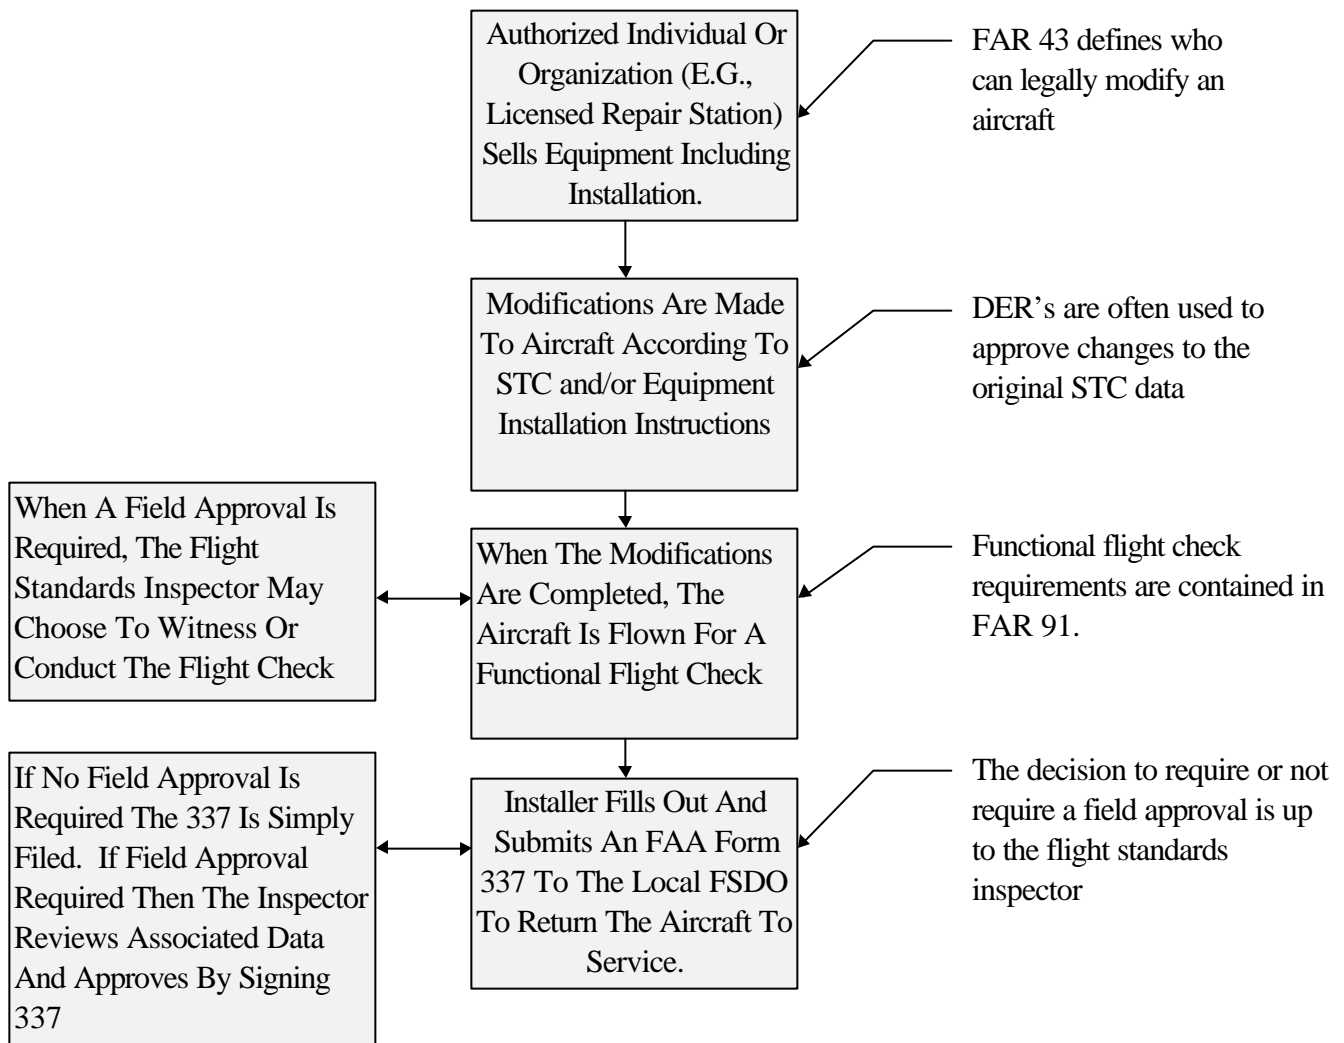 Authorized Individual Or
Organization (E.G.,
Licensed Repair Station)
Sells Equipment Including
Installation.
FAR 43 defines who
can legally modify an
aircraft
Modifications Are Made
To Aircraft According To
STC and/or Equipment
Installation Instructions
DER’s are often used to
approve changes to the
original STC data
When A Field Approval Is
Required, The Flight
Standards Inspector May
Choose To Witness Or
Conduct The Flight Check
When The Modifications
Are Completed, The
Aircraft Is Flown For A
Functional Flight Check
Functional flight check
requirements are contained in
FAR 91.
If No Field Approval Is
Required The 337 Is Simply
Filed.  If Field Approval
Required Then The Inspector
Reviews Associated Data
And Approves By Signing
337
Installer Fills Out And
Submits An FAA Form
337 To The Local FSDO
To Return The Aircraft To
Service.
The decision to require or not
require a field approval is up
to the flight standards
inspector